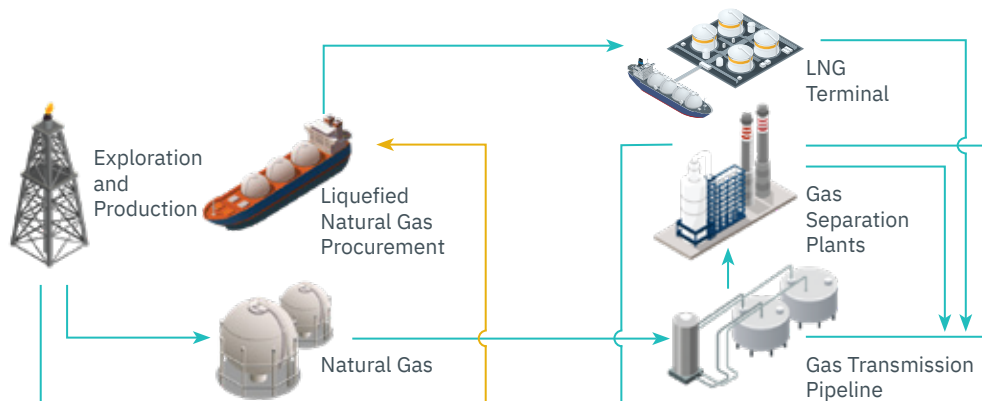 LNG
Terminal
Exploration
and
Production
Liquefied
Natural Gas
Procurement
Gas
Separation
Plants
Natural Gas
Gas Transmission
Pipeline